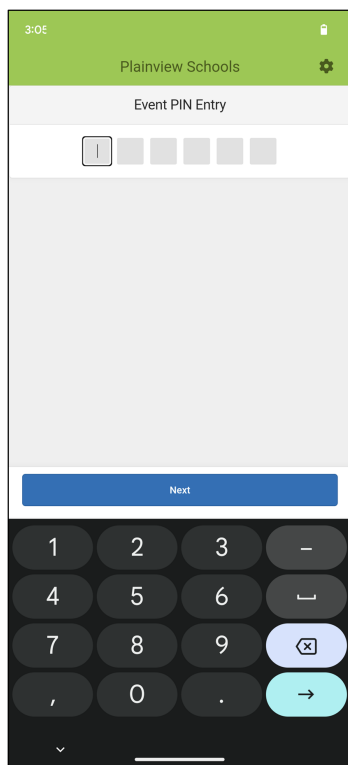 3:05
Plainview Schools
Event PIN Entry
Next
1 2 3 –
4 5 6
7 8 9
, 0 . →